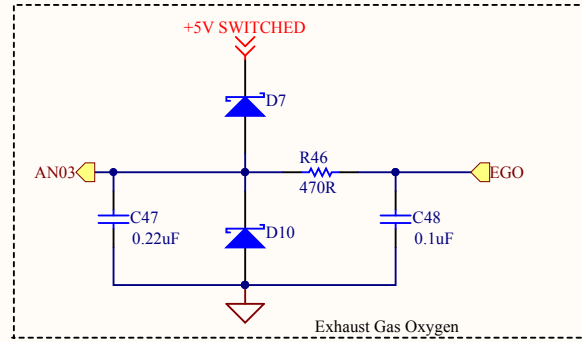 +5V SWITCHED
D7
R46
AN03
470R
EGO
C47
0.22uF
D10
C48
0.1uF
Exhaust Gas Oxygen